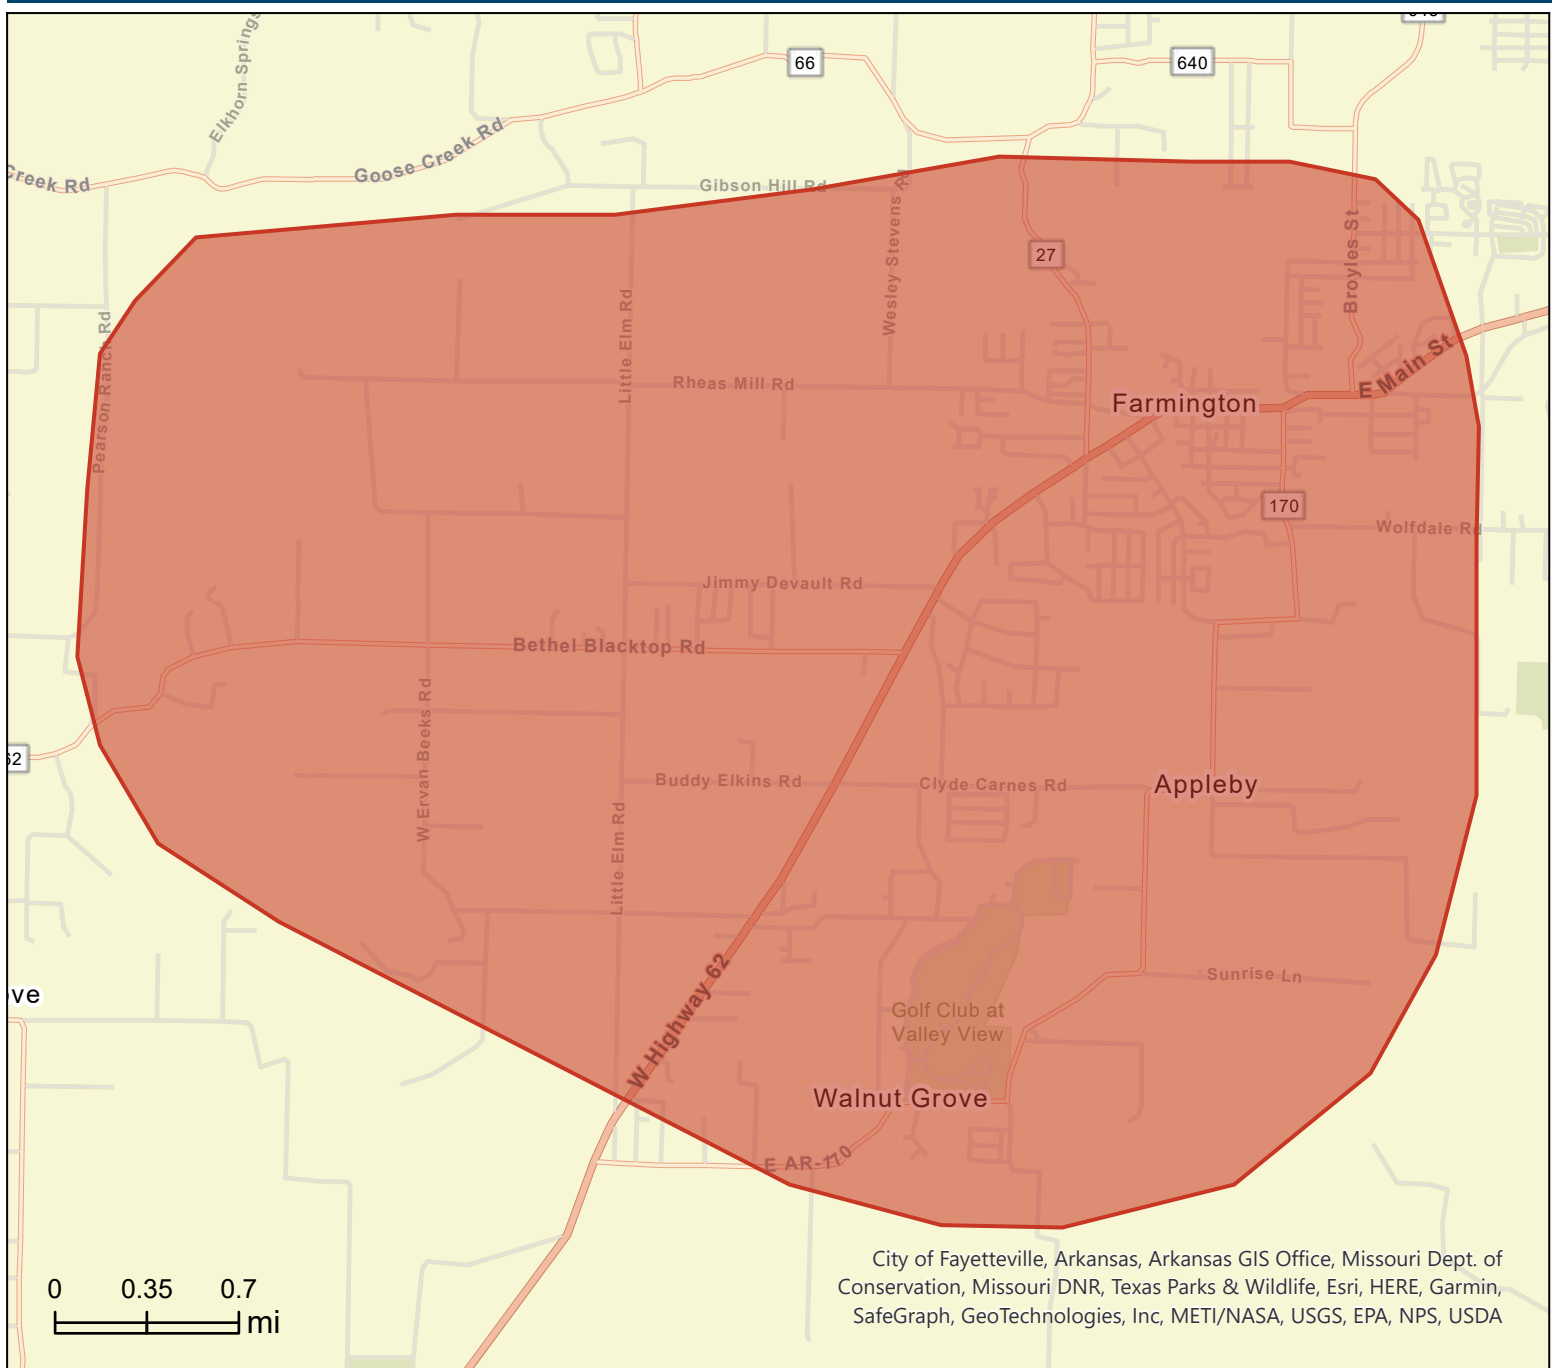 66
640
Elkhorn Springs
Creek Rd
Goose Creek Rd
Gibson Hill Rd
Wesley Stevens Rd
27
Broyles St
Pearson Ranch Rd
Little Elm Rd
Rheas Mill Rd
E Main St
Farmington
170
Wolfdale Rd
Jimmy Devault Rd
Bethel Blacktop Rd
W Ervan Beeks Rd
62
Buddy Elkins Rd
Clyde Carnes Rd
Appleby
Little Elm Rd
W Highway 62
Sunrise Ln
ove
Golf Club at
Valley View
Walnut Grove
E AR-170
City of Fayetteville, Arkansas, Arkansas GIS Office, Missouri Dept. of
Conservation, Missouri DNR, Texas Parks & Wildlife, Esri, HERE, Garmin,
SafeGraph, GeoTechnologies, Inc, METI/NASA, USGS, EPA, NPS, USDA
0 0.35 0.7
mi